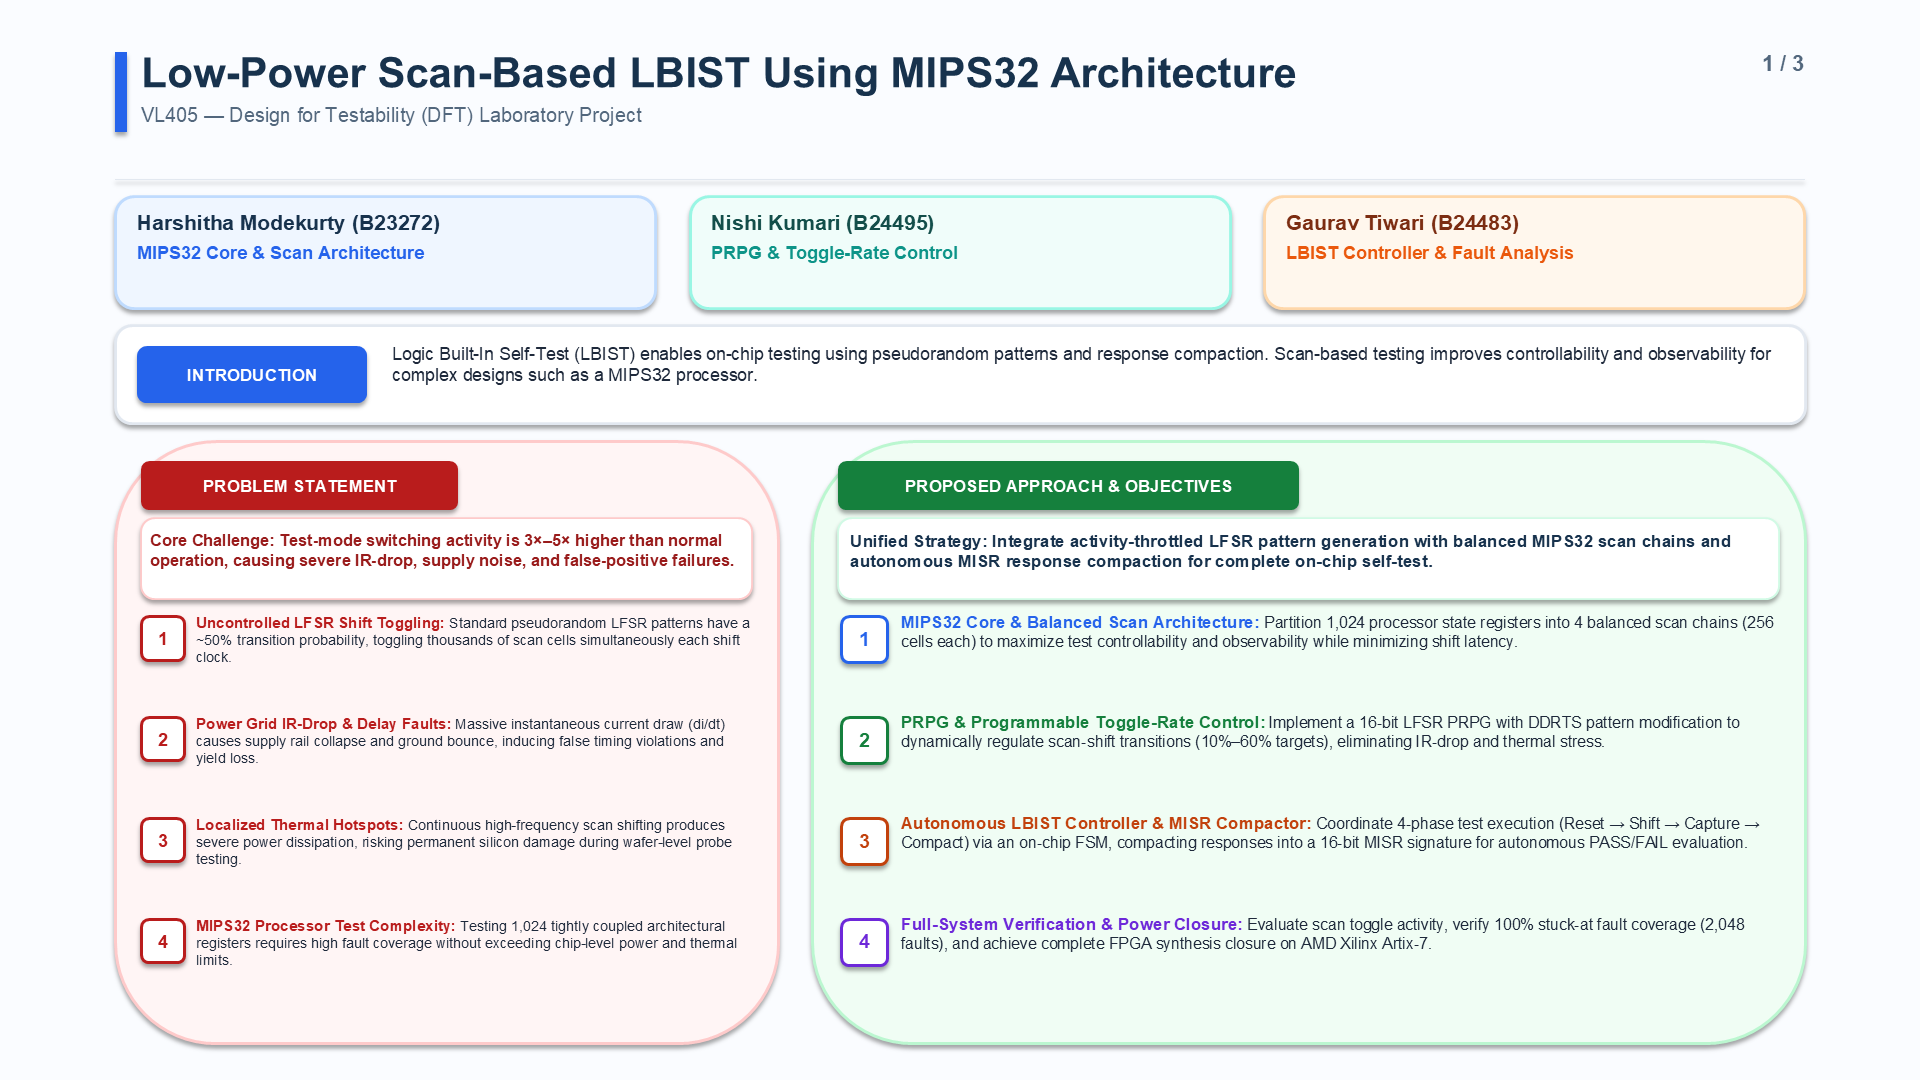 Low-Power Scan-Based LBIST Using MIPS32 Architecture
1 / 3
VL405 — Design for Testability (DFT) Laboratory Project
Harshitha Modekurty (B23272)
MIPS32 Core & Scan Architecture
Nishi Kumari (B24495)
PRPG & Toggle-Rate Control
Gaurav Tiwari (B24483)
LBIST Controller & Fault Analysis
INTRODUCTION
Logic Built-In Self-Test (LBIST) enables on-chip testing using pseudorandom patterns and response compaction. Scan-based testing improves controllability and observability for
complex designs such as a MIPS32 processor.
PROBLEM STATEMENT
Core Challenge: Test-mode switching activity is 3×–5× higher than normal
operation, causing severe IR-drop, supply noise, and false-positive failures.
1
Uncontrolled LFSR Shift Toggling: Standard pseudorandom LFSR patterns have a
~50% transition probability, toggling thousands of scan cells simultaneously each shift
clock.
2
Power Grid IR-Drop & Delay Faults: Massive instantaneous current draw (di/dt)
causes supply rail collapse and ground bounce, inducing false timing violations and
yield loss.
3
Localized Thermal Hotspots: Continuous high-frequency scan shifting produces
severe power dissipation, risking permanent silicon damage during wafer-level probe
testing.
4
MIPS32 Processor Test Complexity: Testing 1,024 tightly coupled architectural
registers requires high fault coverage without exceeding chip-level power and thermal
limits.
PROPOSED APPROACH & OBJECTIVES
Unified Strategy: Integrate activity-throttled LFSR pattern generation with balanced MIPS32 scan chains and
autonomous MISR response compaction for complete on-chip self-test.
1
MIPS32 Core & Balanced Scan Architecture: Partition 1,024 processor state registers into 4 balanced scan chains (256
cells each) to maximize test controllability and observability while minimizing shift latency.
2
PRPG & Programmable Toggle-Rate Control: Implement a 16-bit LFSR PRPG with DDRTS pattern modification to
dynamically regulate scan-shift transitions (10%–60% targets), eliminating IR-drop and thermal stress.
3
Autonomous LBIST Controller & MISR Compactor: Coordinate 4-phase test execution (Reset → Shift → Capture →
Compact) via an on-chip FSM, compacting responses into a 16-bit MISR signature for autonomous PASS/FAIL evaluation.
4
Full-System Verification & Power Closure: Evaluate scan toggle activity, verify 100% stuck-at fault coverage (2,048
faults), and achieve complete FPGA synthesis closure on AMD Xilinx Artix-7.